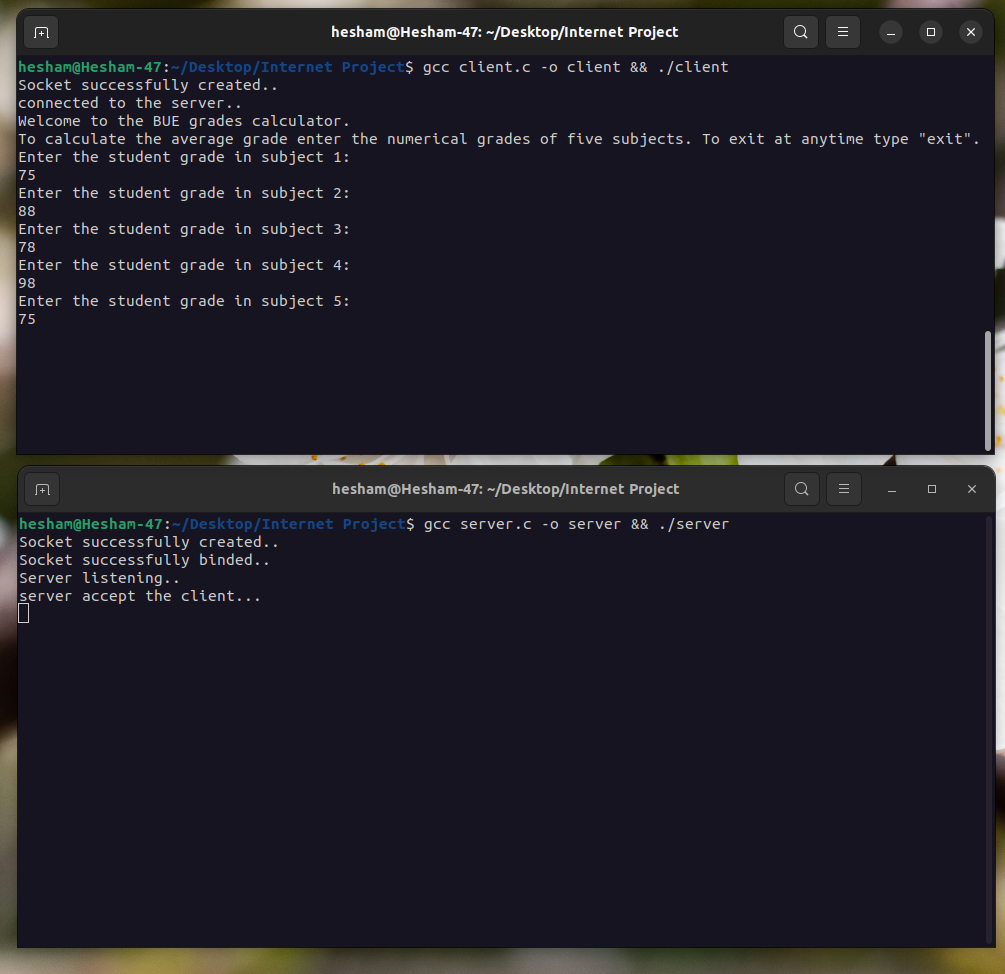 hesham@Hesham-47: ~/Desktop/Internet Project
hesham@Hesham-47:~/Desktop/Internet Project$ gcc client.c -o client && ./client
Socket successfully created..
connected to the server..
Welcome to the BUE grades calculator.
To calculate the average grade enter the numerical grades of five subjects. To exit at anytime type "exit".
Enter the student grade in subject 1:
75
Enter the student grade in subject 2:
88
Enter the student grade in subject 3:
78
Enter the student grade in subject 4:
98
Enter the student grade in subject 5:
75
hesham@Hesham-47: ~/Desktop/Internet Project
hesham@Hesham-47:~/Desktop/Internet Project$ gcc server.c -o server && ./server
Socket successfully created..
Socket successfully binded..
Server listening..
server accept the client...